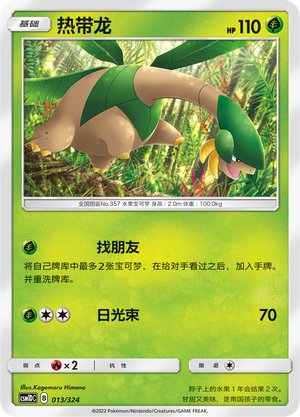 基础
热带龙
HP 110
全国图鉴No.357 水果宝可梦 身高：2.0m 体重：100.0kg
找朋友
将自己牌库中最多2张宝可梦，在给对手看过之后，加入手牌。
并重洗牌库。
日光束 70
弱点 ×2 抗性 撤退
Illus.Kagemaru Himeno
CSM1DC B 013/324
脖子上的水果1年会结果2次。
甘甜又美味，是南国孩子的零食。
©2022 Pokémon/Nintendo/Creatures/GAME FREAK.